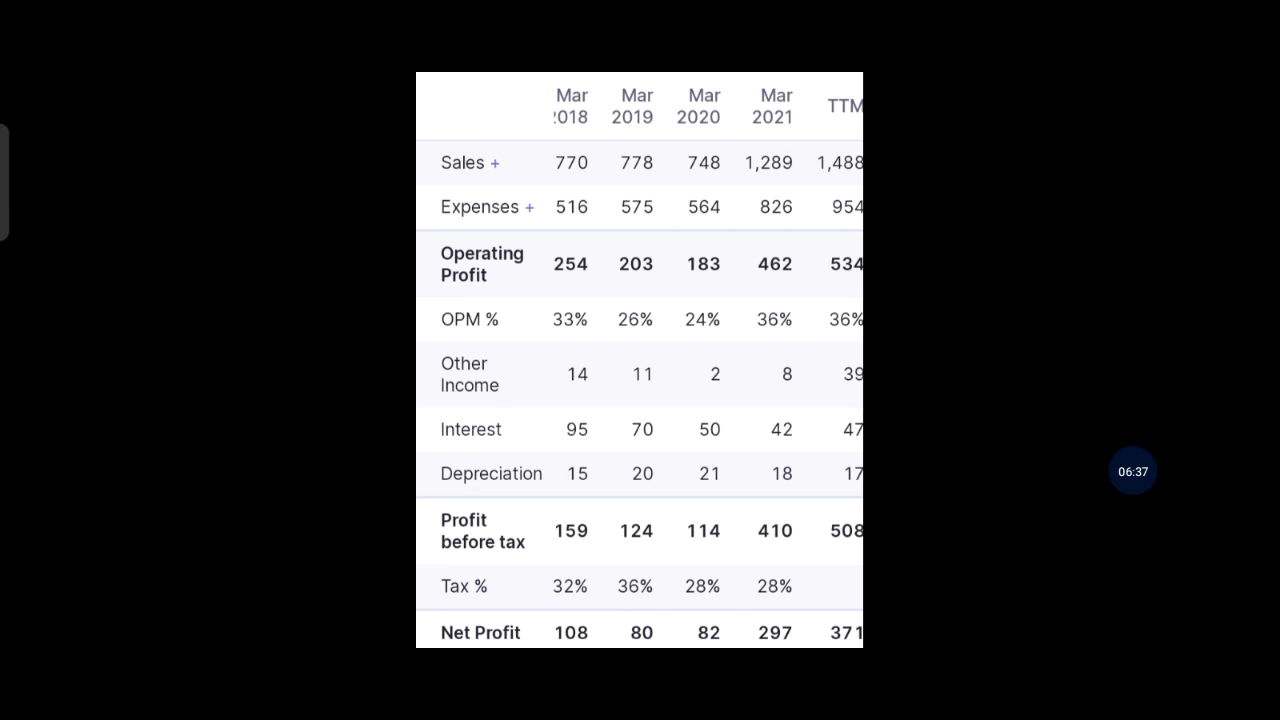 Mar Mar Mar Mar TTM
2018 2019 2020 2021
Sales + 770 778 748 1,289 1,488
Expenses + 516 575 564 826 954
Operating
Profit 254 203 183 462 534
OPM % 33% 26% 24% 36% 36%
Other
Income 14 11 2 8 39
Interest 95 70 50 42 47
Depreciation 15 20 21 18 17
Profit
before tax 159 124 114 410 508
Tax % 32% 36% 28% 28%
Net Profit 108 80 82 297 371
06:37